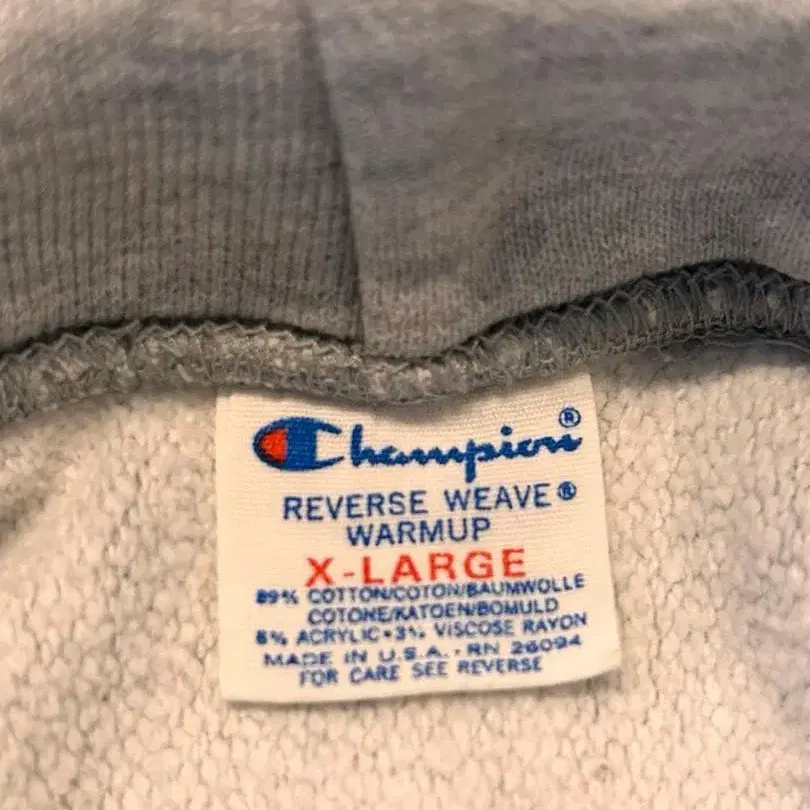 Champion®
REVERSE WEAVE®
WARMUP
X-LARGE
89% COTTON/COTON/BAUMWOLLE
COTONE/KATOEN/BOMULD
8% ACRYLIC•3% VISCOSE RAYON
MADE IN U.S.A.·RN 26094
FOR CARE SEE REVERSE